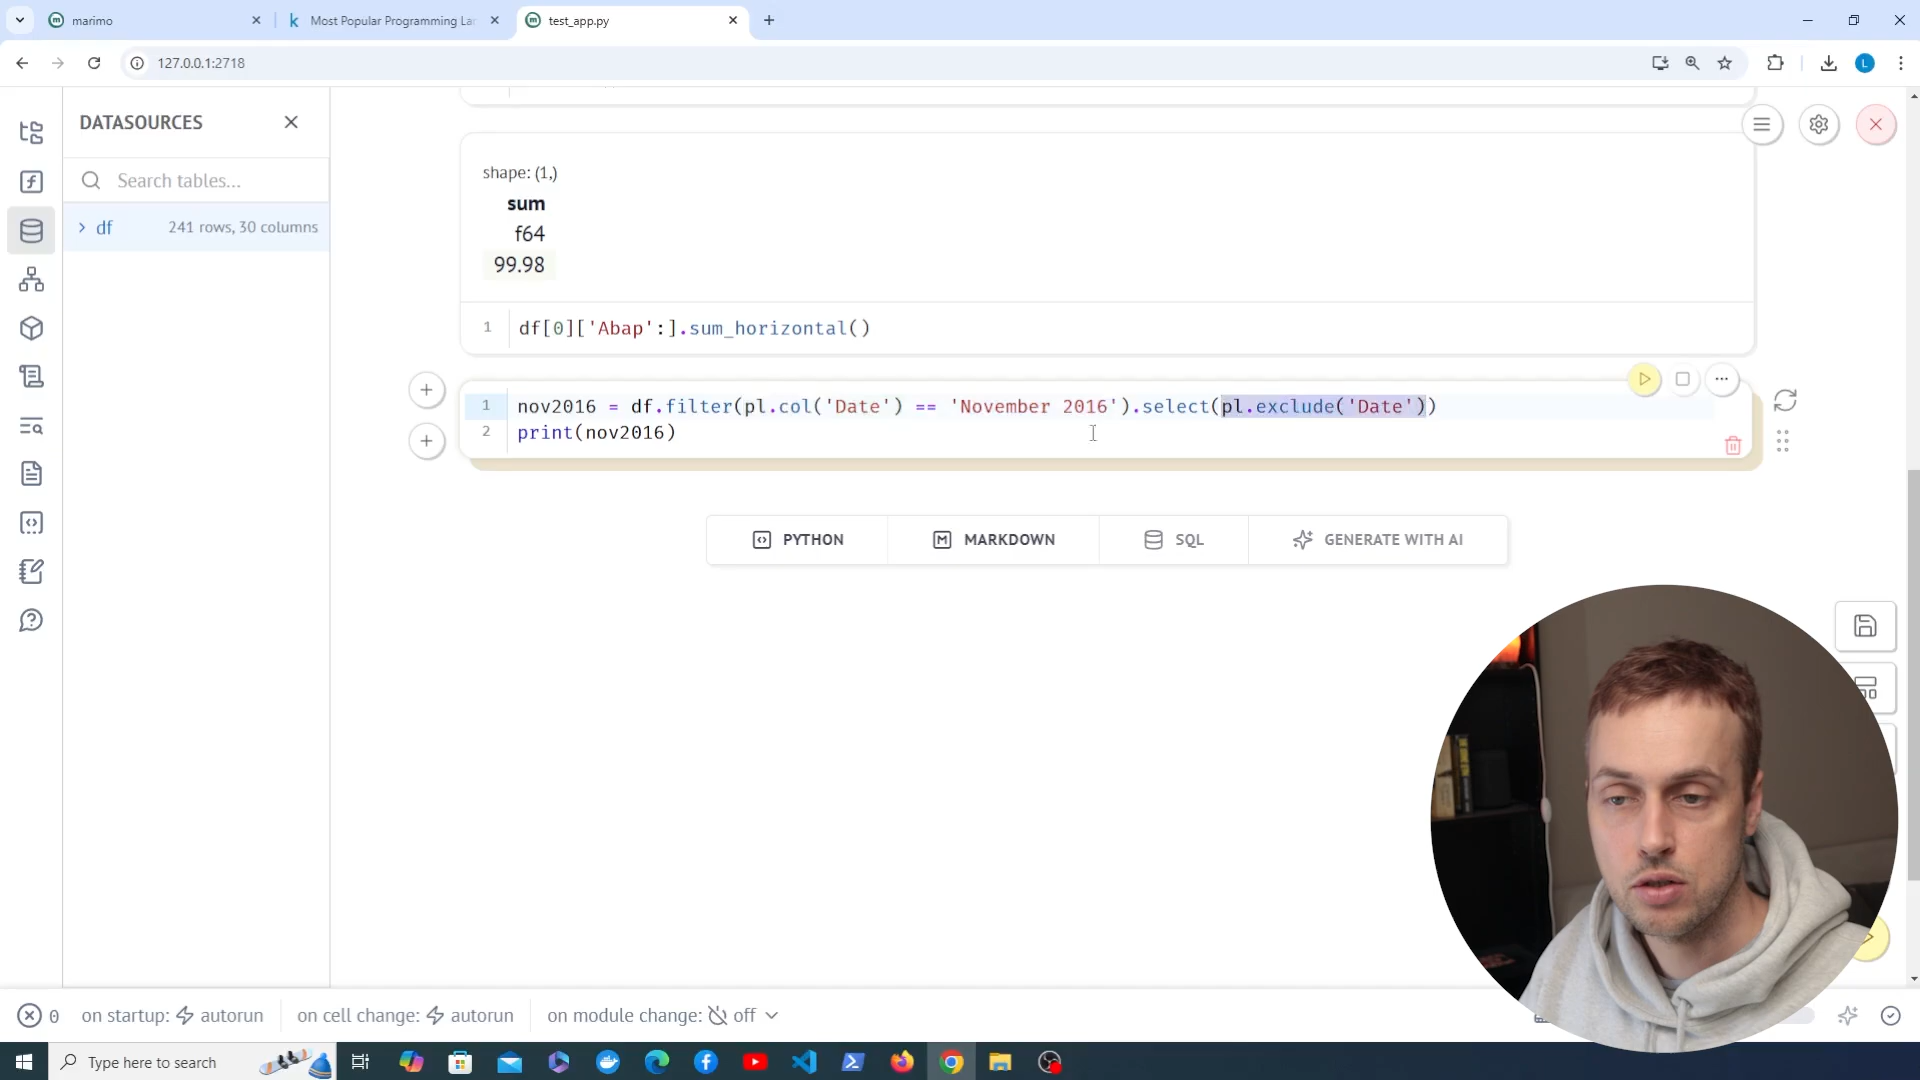 marimo
Most Popular Programming La
test_app.py
127.0.0.1:2718
L
DATASOURCES
Search tables...
df 241 rows, 30 columns
shape: (1,)
sum
f64
99.98
1 df[0]['Abap':].sum_horizontal()
1 nov2016 = df.filter(pl.col('Date') == 'November 2016').select(pl.exclude('Date'))
2 print(nov2016)
PYTHON
MARKDOWN
SQL
GENERATE WITH AI
0 on startup: autorun on cell change: autorun on module change: off
Type here to search